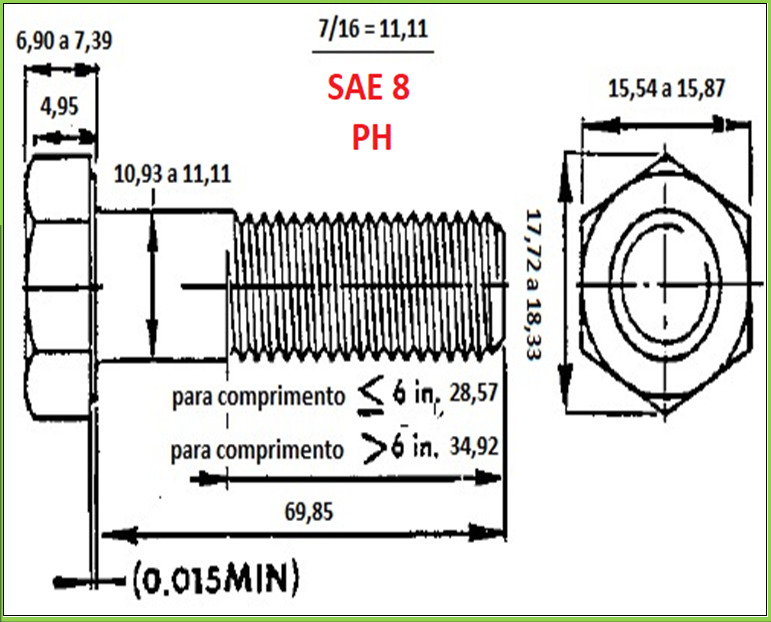 7/16 = 11,11
SAE 8
PH
6,90 a 7,39
4,95
10,93 a 11,11
15,54 a 15,87
17,72 a 18,33
para comprimento ≤ 6 in. 28,57
para comprimento >6 in. 34,92
69,85
(0.015MIN)